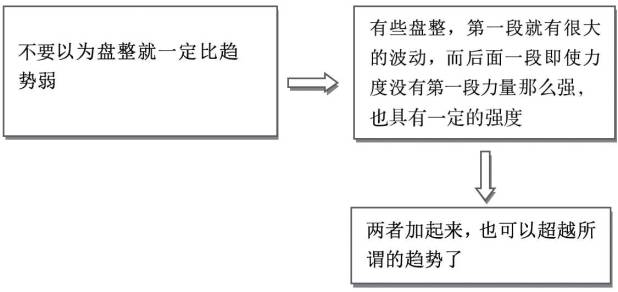 不要以为盘整就一定比趋
势弱
有些盘整，第一段就有很大
的波动，而后面一段即使力
度没有第一段力量那么强，
也具有一定的强度
两者加起来，也可以超越所
谓的趋势了